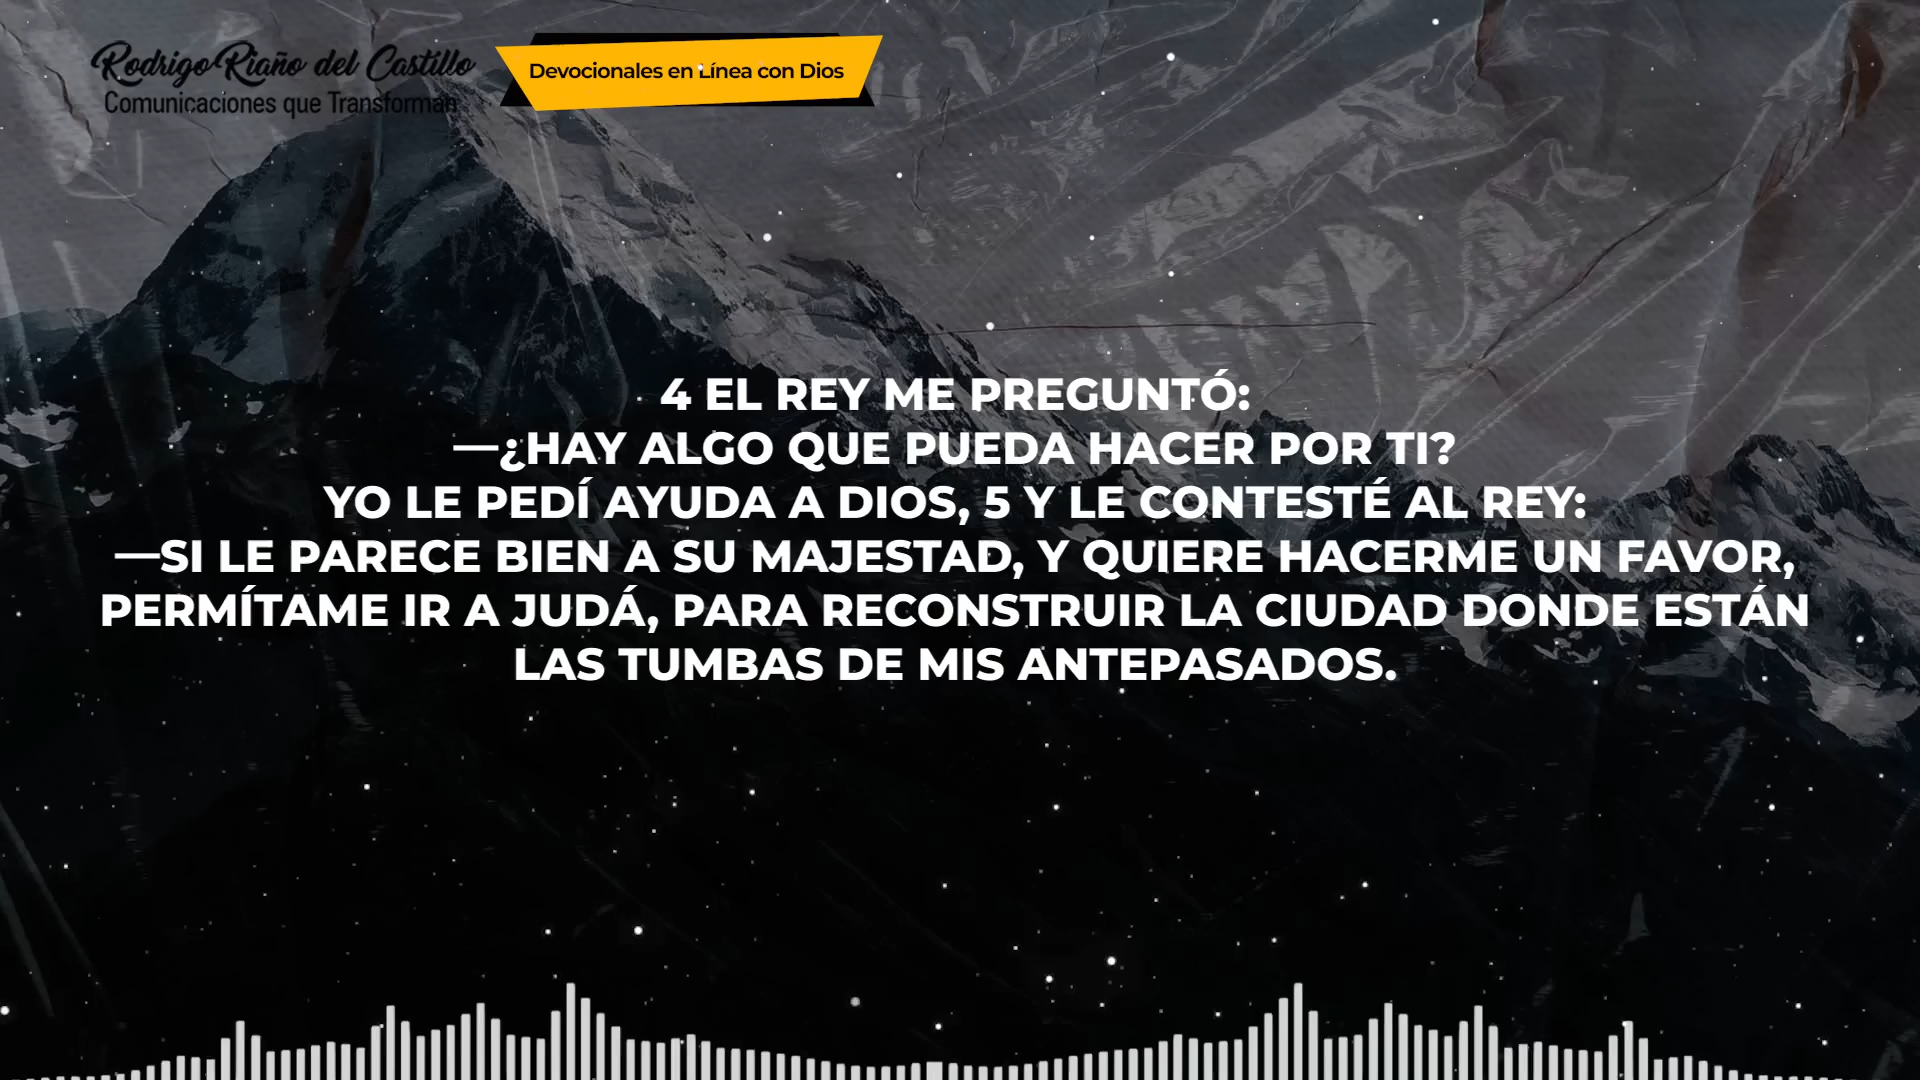 Rodrigo Riaño del Castillo
Comunicaciones que Transforman
Devocionales en Línea con Dios
4 EL REY ME PREGUNTÓ:
—¿HAY ALGO QUE PUEDA HACER POR TI?
YO LE PEDÍ AYUDA A DIOS, 5 Y LE CONTESTÉ AL REY:
—SI LE PARECE BIEN A SU MAJESTAD, Y QUIERE HACERME UN FAVOR,
PERMÍTAME IR A JUDÁ, PARA RECONSTRUIR LA CIUDAD DONDE ESTÁN
LAS TUMBAS DE MIS ANTEPASADOS.